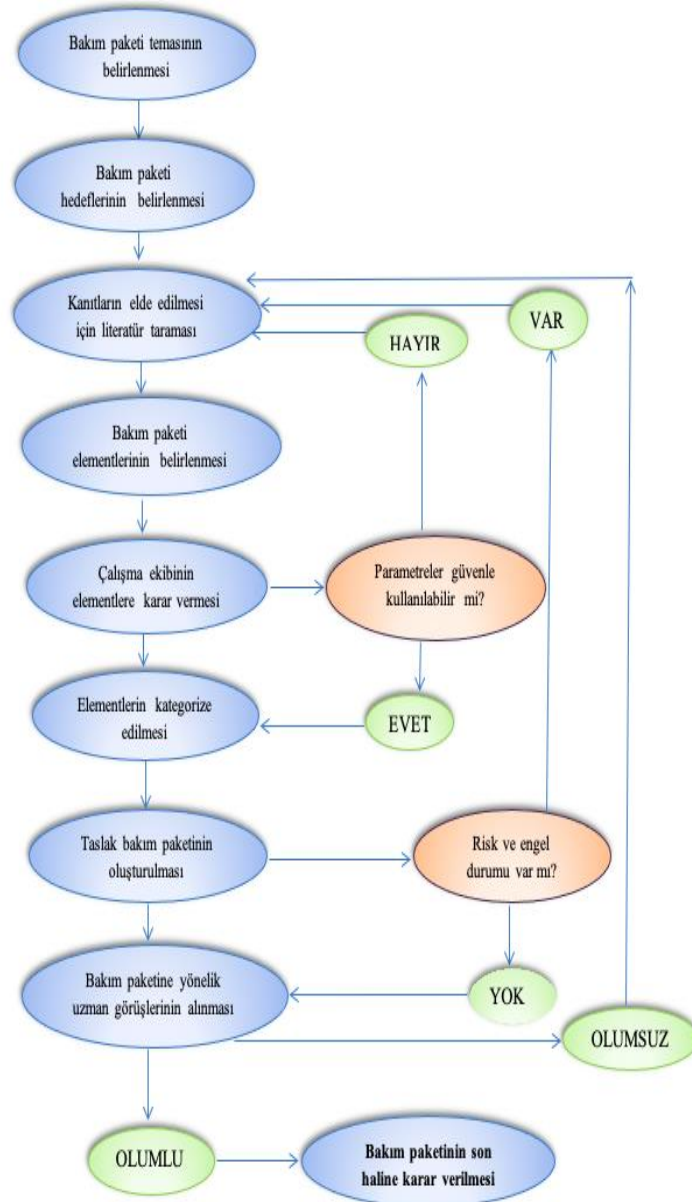 Bakım paketi temasının
belirlenmesi
Bakım paketi
hedeflerinin belirlenmesi
Kanıtların elde edilmesi
için literatür taraması
HAYIR
VAR
Bakım paketi
elementlerinin belirlenmesi
Çalışma ekibinin
elementlere karar vermesi
Parametreler güvenle
kullanılabilir mi?
Elementlerin kategorize
edilmesi
EVET
Taslak bakım paketinin
oluşturulması
Risk ve engel
durumu var mı?
Bakım paketine yönelik
uzman görüşlerinin alınması
YOK
OLUMSUZ
OLUMLU
Bakım paketinin son
haline karar verilmesi